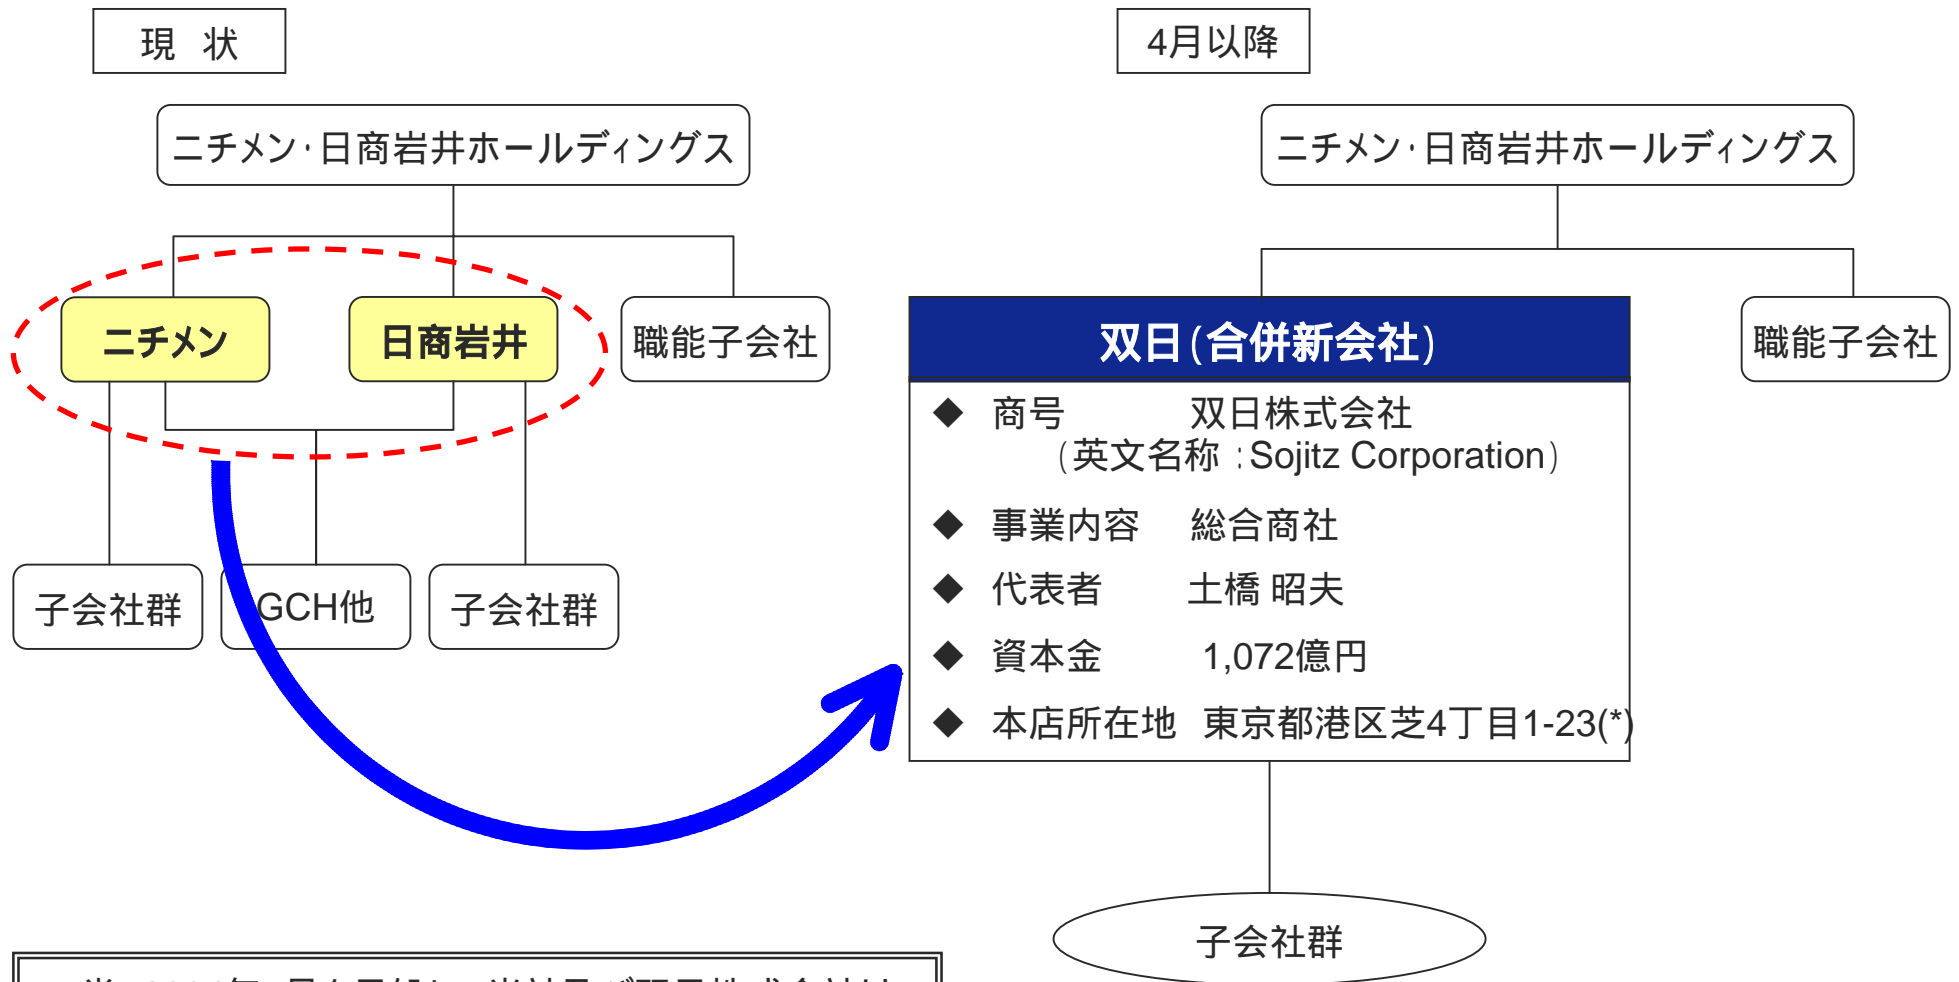 現 状
ニチメン・日商岩井ホールディングス
ニチメン
日商岩井
職能子会社
子会社群
GCH他
子会社群
4月以降
ニチメン・日商岩井ホールディングス
双日(合併新会社)
職能子会社
◆ 商号 双日株式会社
(英文名称:Sojitz Corporation)
◆ 事業内容 総合商社
◆ 代表者 土橋 昭夫
◆ 資本金 1,072億円
◆ 本店所在地 東京都港区芝4丁目1-23(*)
子会社群